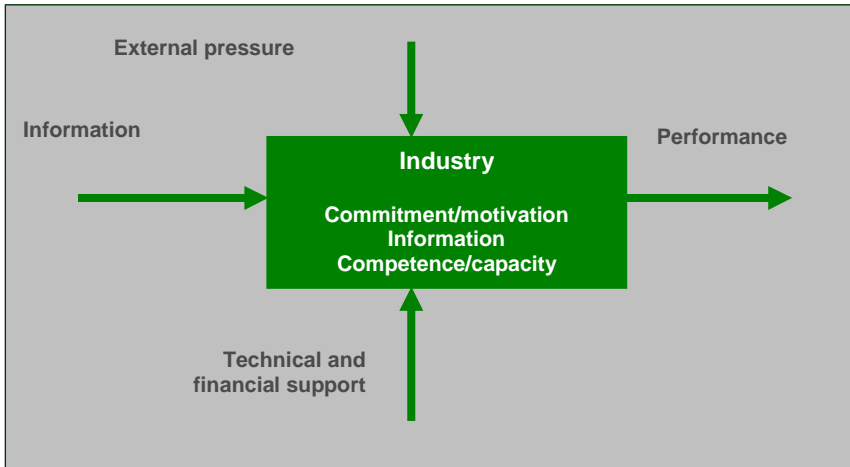 External pressure
Information
Performance
Industry
Commitment/motivation
Information
Competence/capacity
Technical and
financial support